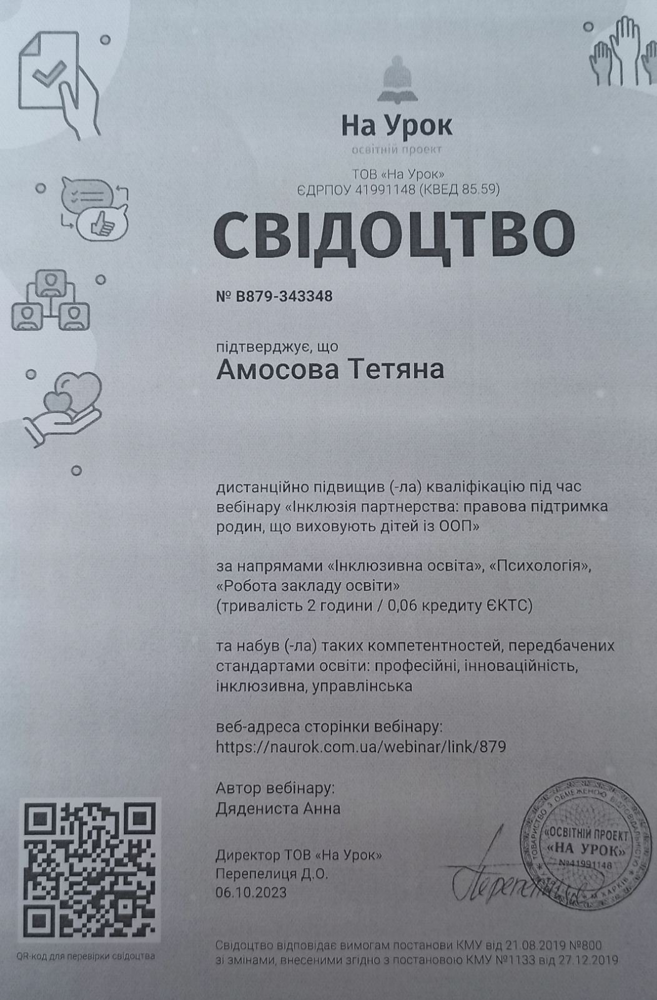 На Урок
освітній проект
ТОВ «На Урок»
ЄДРПОУ 41991148 (КВЕД 85.59)
СВІДОЦТВО
№ В879-343348
підтверджує, що
Амосова Тетяна
дистанційно підвищив (-ла) кваліфікацію під час
вебінару «Інклюзія партнерства: правова підтримка
родин, що виховують дітей із ООП»
за напрямами «Інклюзивна освіта», «Психологія»,
«Робота закладу освіти»
(тривалість 2 години / 0,06 кредиту ЄКТС)
та набув (-ла) таких компетентностей, передбачених
стандартами освіти: професійні, інноваційність,
інклюзивна, управлінська
веб-адреса сторінки вебінару:
https://naurok.com.ua/webinar/link/879
Автор вебінару:
Дядениста Анна
Директор ТОВ «На Урок»
Перепелиця Д.О.
06.10.2023
ТОВАРИСТВО З ОБМЕЖЕНОЮ ВІДПОВІДАЛЬНІСТЮ
«ОСВІТНІЙ ПРОЕКТ
«НА УРОК»
№41991148
М ХАРКІВ
QR-код для перевірки свідоцтва
Свідоцтво відповідає вимогам постанови КМУ від 21.08.2019 №800
зі змінами, внесеними згідно з постановою КМУ №1133 від 27.12.2019